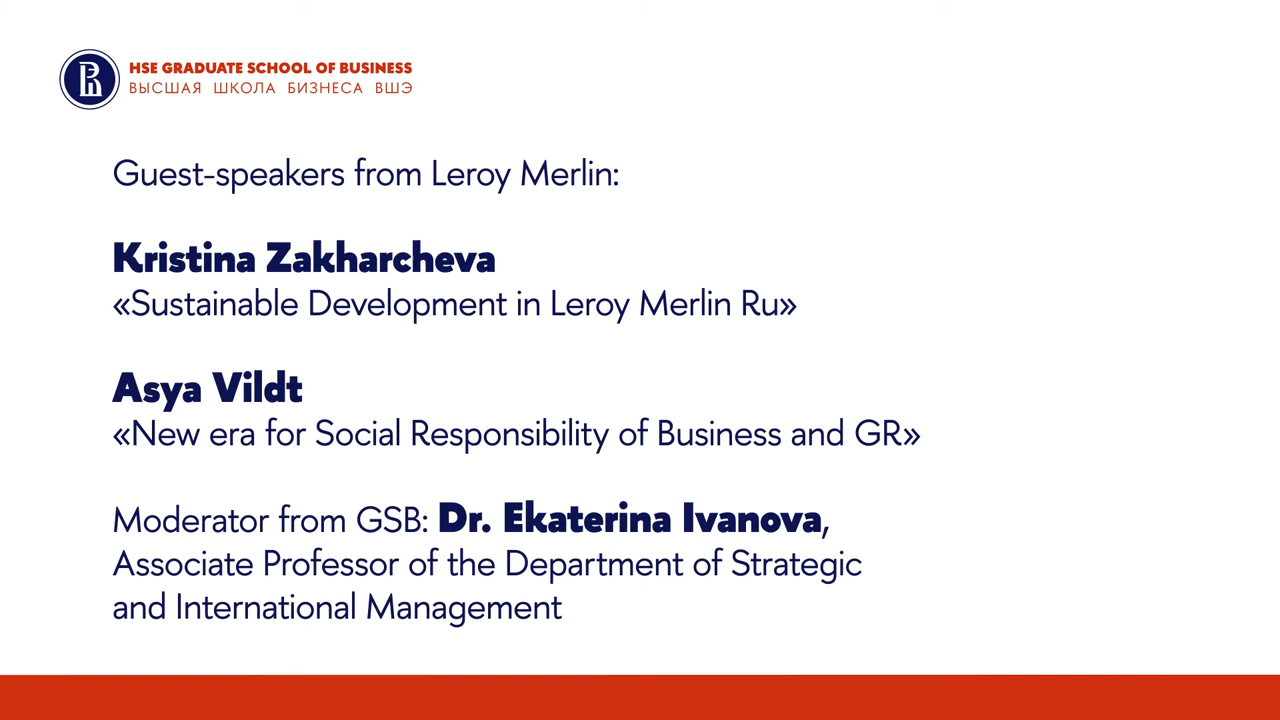 HSE GRADUATE SCHOOL OF BUSINESS
ВЫСШАЯ ШКОЛА БИЗНЕСА ВШЭ
Guest-speakers from Leroy Merlin:
Kristina Zakharcheva
«Sustainable Development in Leroy Merlin Ru»
Asya Vildt
«New era for Social Responsibility of Business and GR»
Moderator from GSB: Dr. Ekaterina Ivanova,
Associate Professor of the Department of Strategic
and International Management